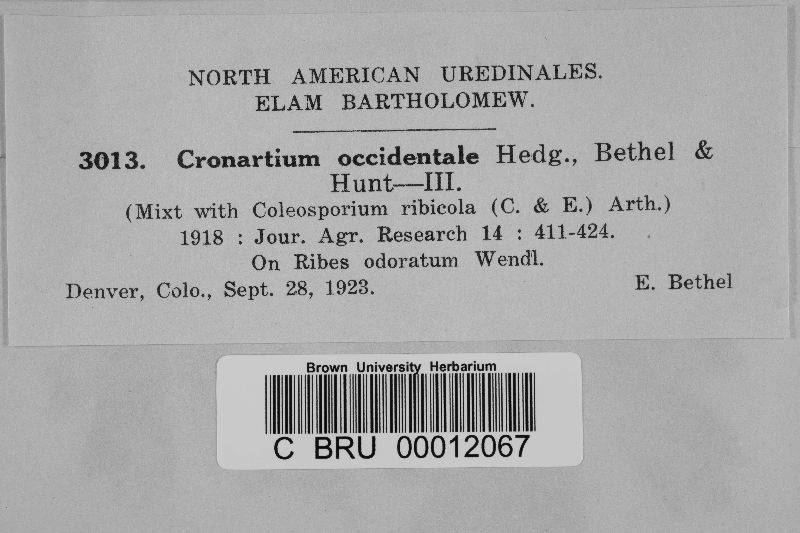 NORTH AMERICAN UREDINALES.
ELAM BARTHOLOMEW.
3013. Cronartium occidentale Hedg., Bethel &
Hunt—III.
(Mixt with Coleosporium ribicola (C. & E.) Arth.)
1918 : Jour. Agr. Research 14 : 411-424.
On Ribes odoratum Wendl.
Denver, Colo., Sept. 28, 1923. E. Bethel
Brown University Herbarium
C BRU 00012067